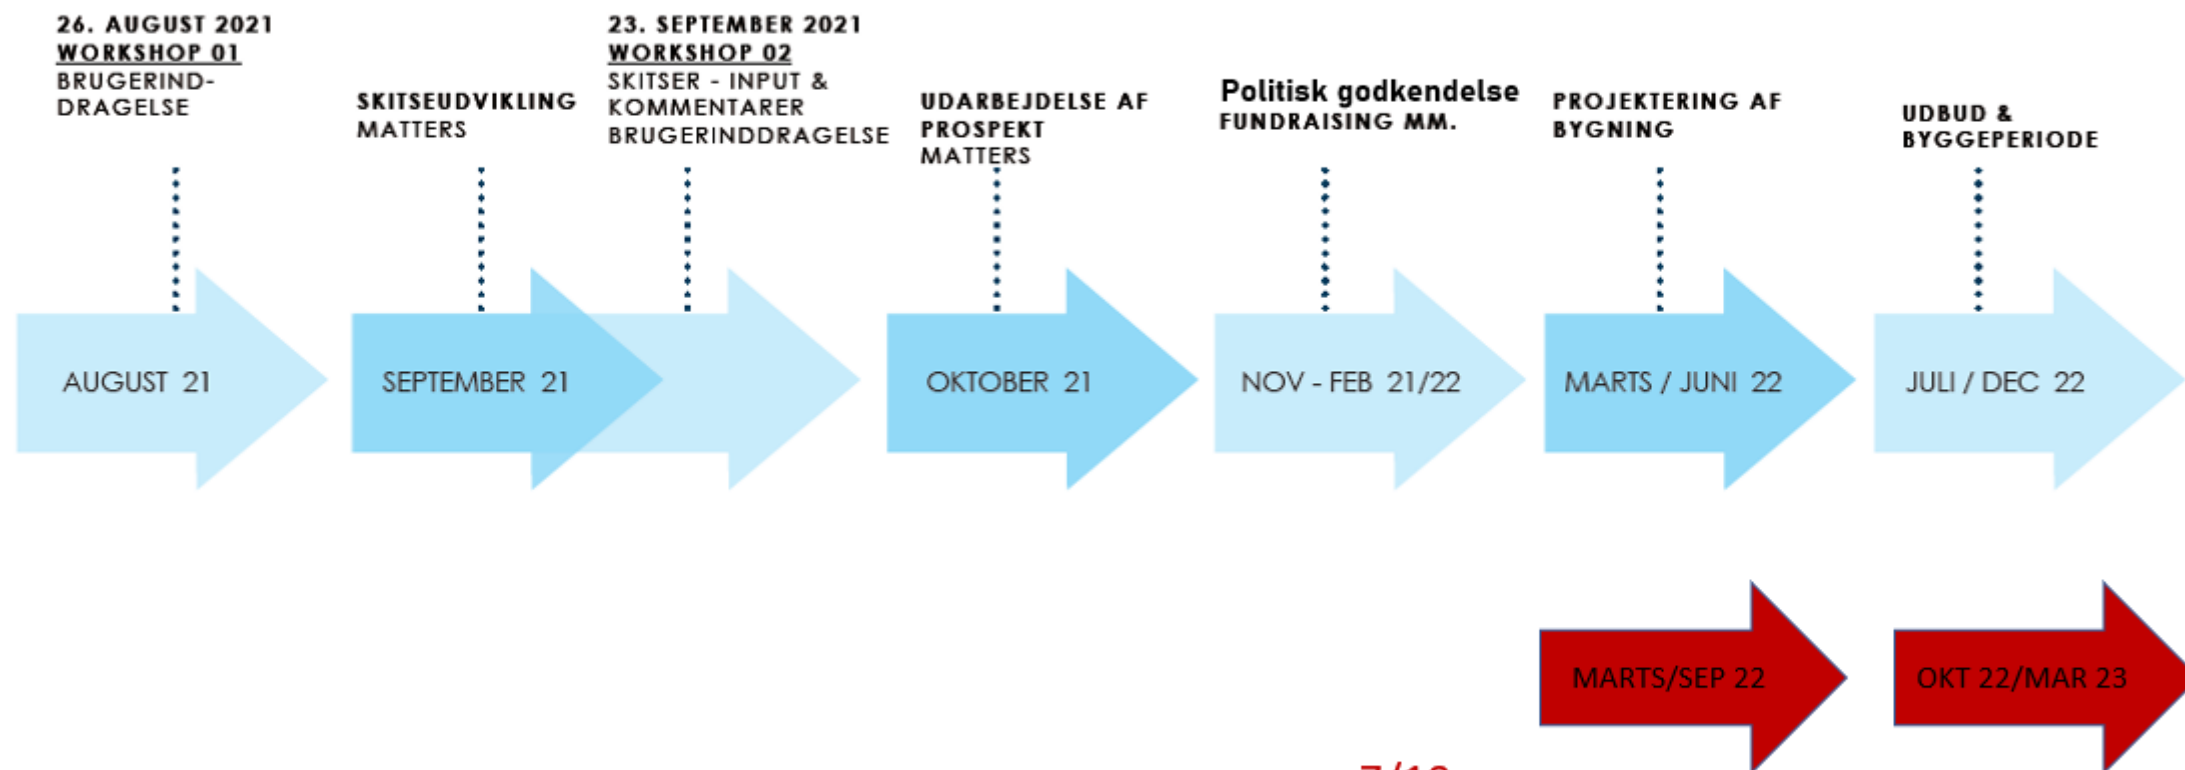 26. AUGUST 2021
WORKSHOP 01
BRUGERIND-
DRAGELSE
SKITSEUDVIKLING
MATTERS
23. SEPTEMBER 2021
WORKSHOP 02
SKITSER - INPUT &
KOMMENTARER
BRUGERINDDRAGELSE
UDARBEJDELSE AF
PROSPEKT
MATTERS
Politisk godkendelse
FUNDRAISING MM.
PROJEKTERING AF
BYGNING
UDBUD &
BYGGEPERIODE
AUGUST 21
SEPTEMBER 21
OKTOBER 21
NOV - FEB 21/22
MARTS / JUNI 22
JULI / DEC 22
MARTS/SEP 22
OKT 22/MAR 23